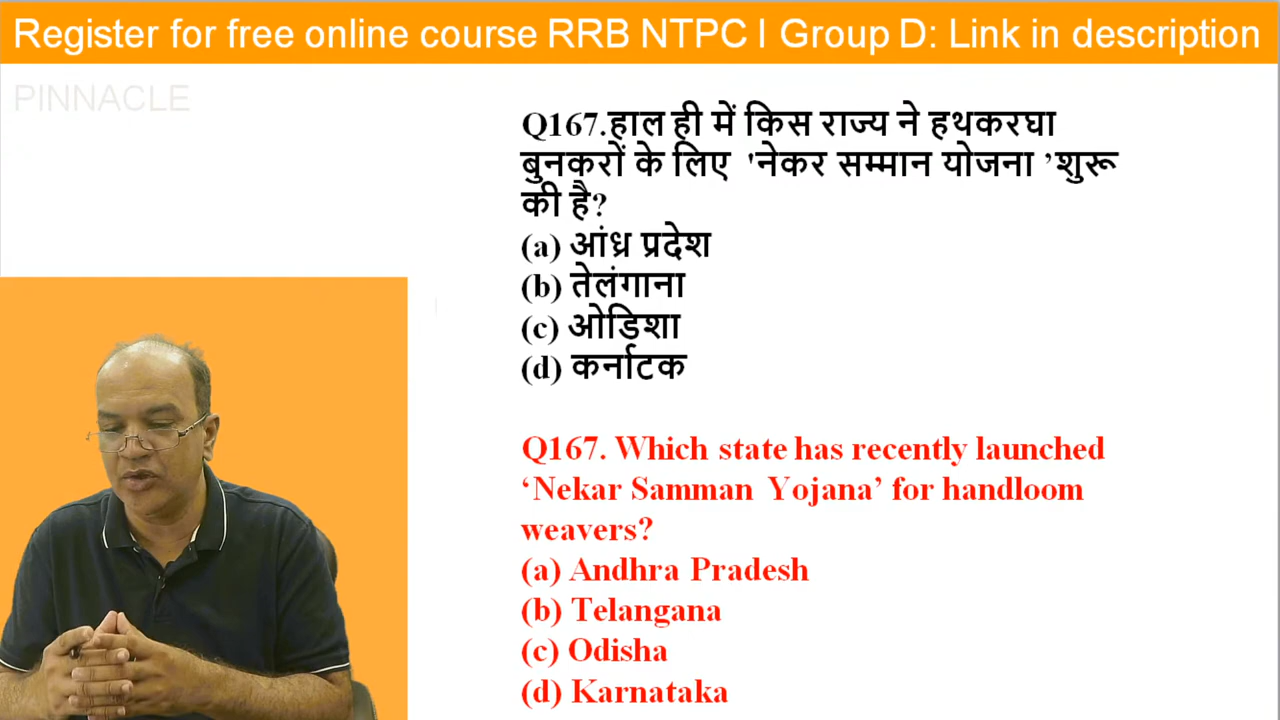 Register for free online course RRB NTPC I Group D: Link in description
PINNACLE
Q167.हाल ही में किस राज्य ने हथकरघा
बुनकरों के लिए 'नेकर सम्मान योजना ’शुरू
की है?
(a) आंध्र प्रदेश
(b) तेलंगाना
(c) ओडिशा
(d) कर्नाटक
Q167. Which state has recently launched
‘Nekar Samman Yojana’ for handloom
weavers?
(a) Andhra Pradesh
(b) Telangana
(c) Odisha
(d) Karnataka